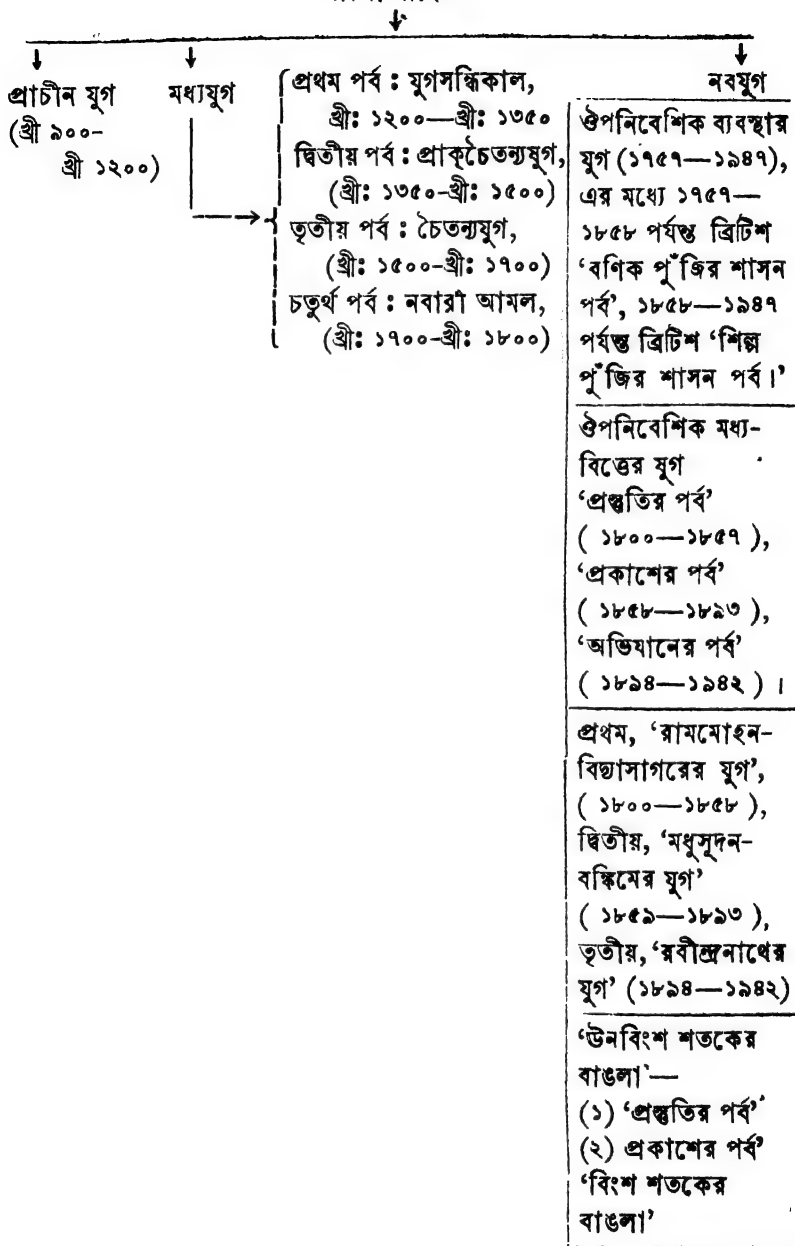 প্রাচীন যুগ
(খ্রী ৯০০-
খ্রী ১২০০)
মধ্যযুগ
প্রথম পর্ব : যুগসন্ধিকাল,
খ্রীঃ ১২০০—খ্রীঃ ১৩৫০
দ্বিতীয় পর্ব : প্রাক্‌চৈতন্যযুগ,
(খ্রীঃ ১৩৫০-খ্রীঃ ১৫০০)
তৃতীয় পর্ব : চৈতন্যযুগ,
(খ্রীঃ ১৫০০-খ্রীঃ ১৭০০)
চতুর্থ পর্ব : নবাবী আমল,
(খ্রীঃ ১৭০০-খ্রীঃ ১৮০০)
নবযুগ
ঔপনিবেশিক ব্যবস্থার
যুগ (১৭৫৭—১৯৪৭),
এর মধ্যে ১৭৫৭—
১৮৫৮ পর্যন্ত ব্রিটিশ
‘বণিক পুঁজির শাসন
পর্ব’, ১৮৫৮—১৯৪৭
পর্যন্ত ব্রিটিশ ‘শিল্প
পুঁজির শাসন পর্ব।’
ঔপনিবেশিক মধ্য-
বিত্তের যুগ
‘প্রস্তুতির পর্ব’
( ১৮০০—১৮৫৭ ),
‘প্রকাশের পর্ব’
( ১৮৫৮—১৮৯৩ ),
‘অভিযানের পর্ব’
( ১৮৯৪—১৯৪২ ) ।
প্রথম, ‘রামমোহন-
বিদ্যাসাগরের যুগ’,
( ১৮০০—১৮৫৮ ),
দ্বিতীয়, ‘মধুসূদন-
বঙ্কিমের যুগ’
( ১৮৫৯—১৮৯৩ ),
তৃতীয়, ‘রবীন্দ্রনাথের
যুগ’ (১৮৯৪—১৯৪২)
‘ঊনবিংশ শতকের
বাঙলা’—
(১) ‘প্রস্তুতির পর্ব’
(২) প্রকাশের পর্ব’
‘বিংশ শতকের
বাঙলা’